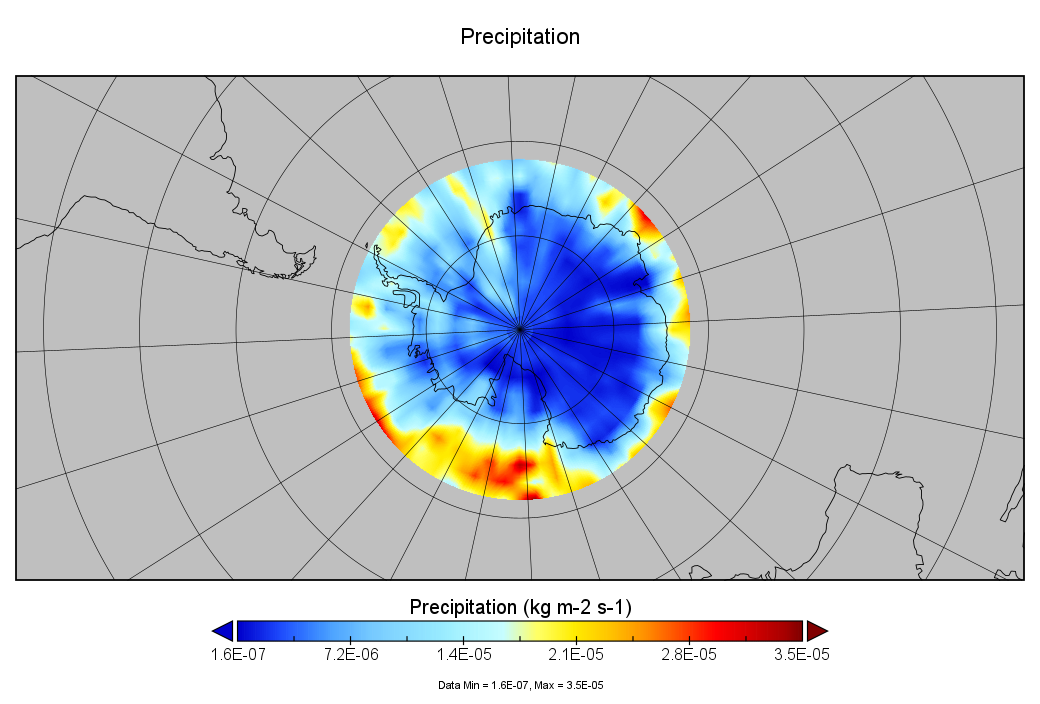 Precipitation
Precipitation (kg m-2 s-1)
1.6E-07 7.2E-06 1.4E-05 2.1E-05 2.8E-05 3.5E-05
Data Min = 1.6E-07, Max = 3.5E-05